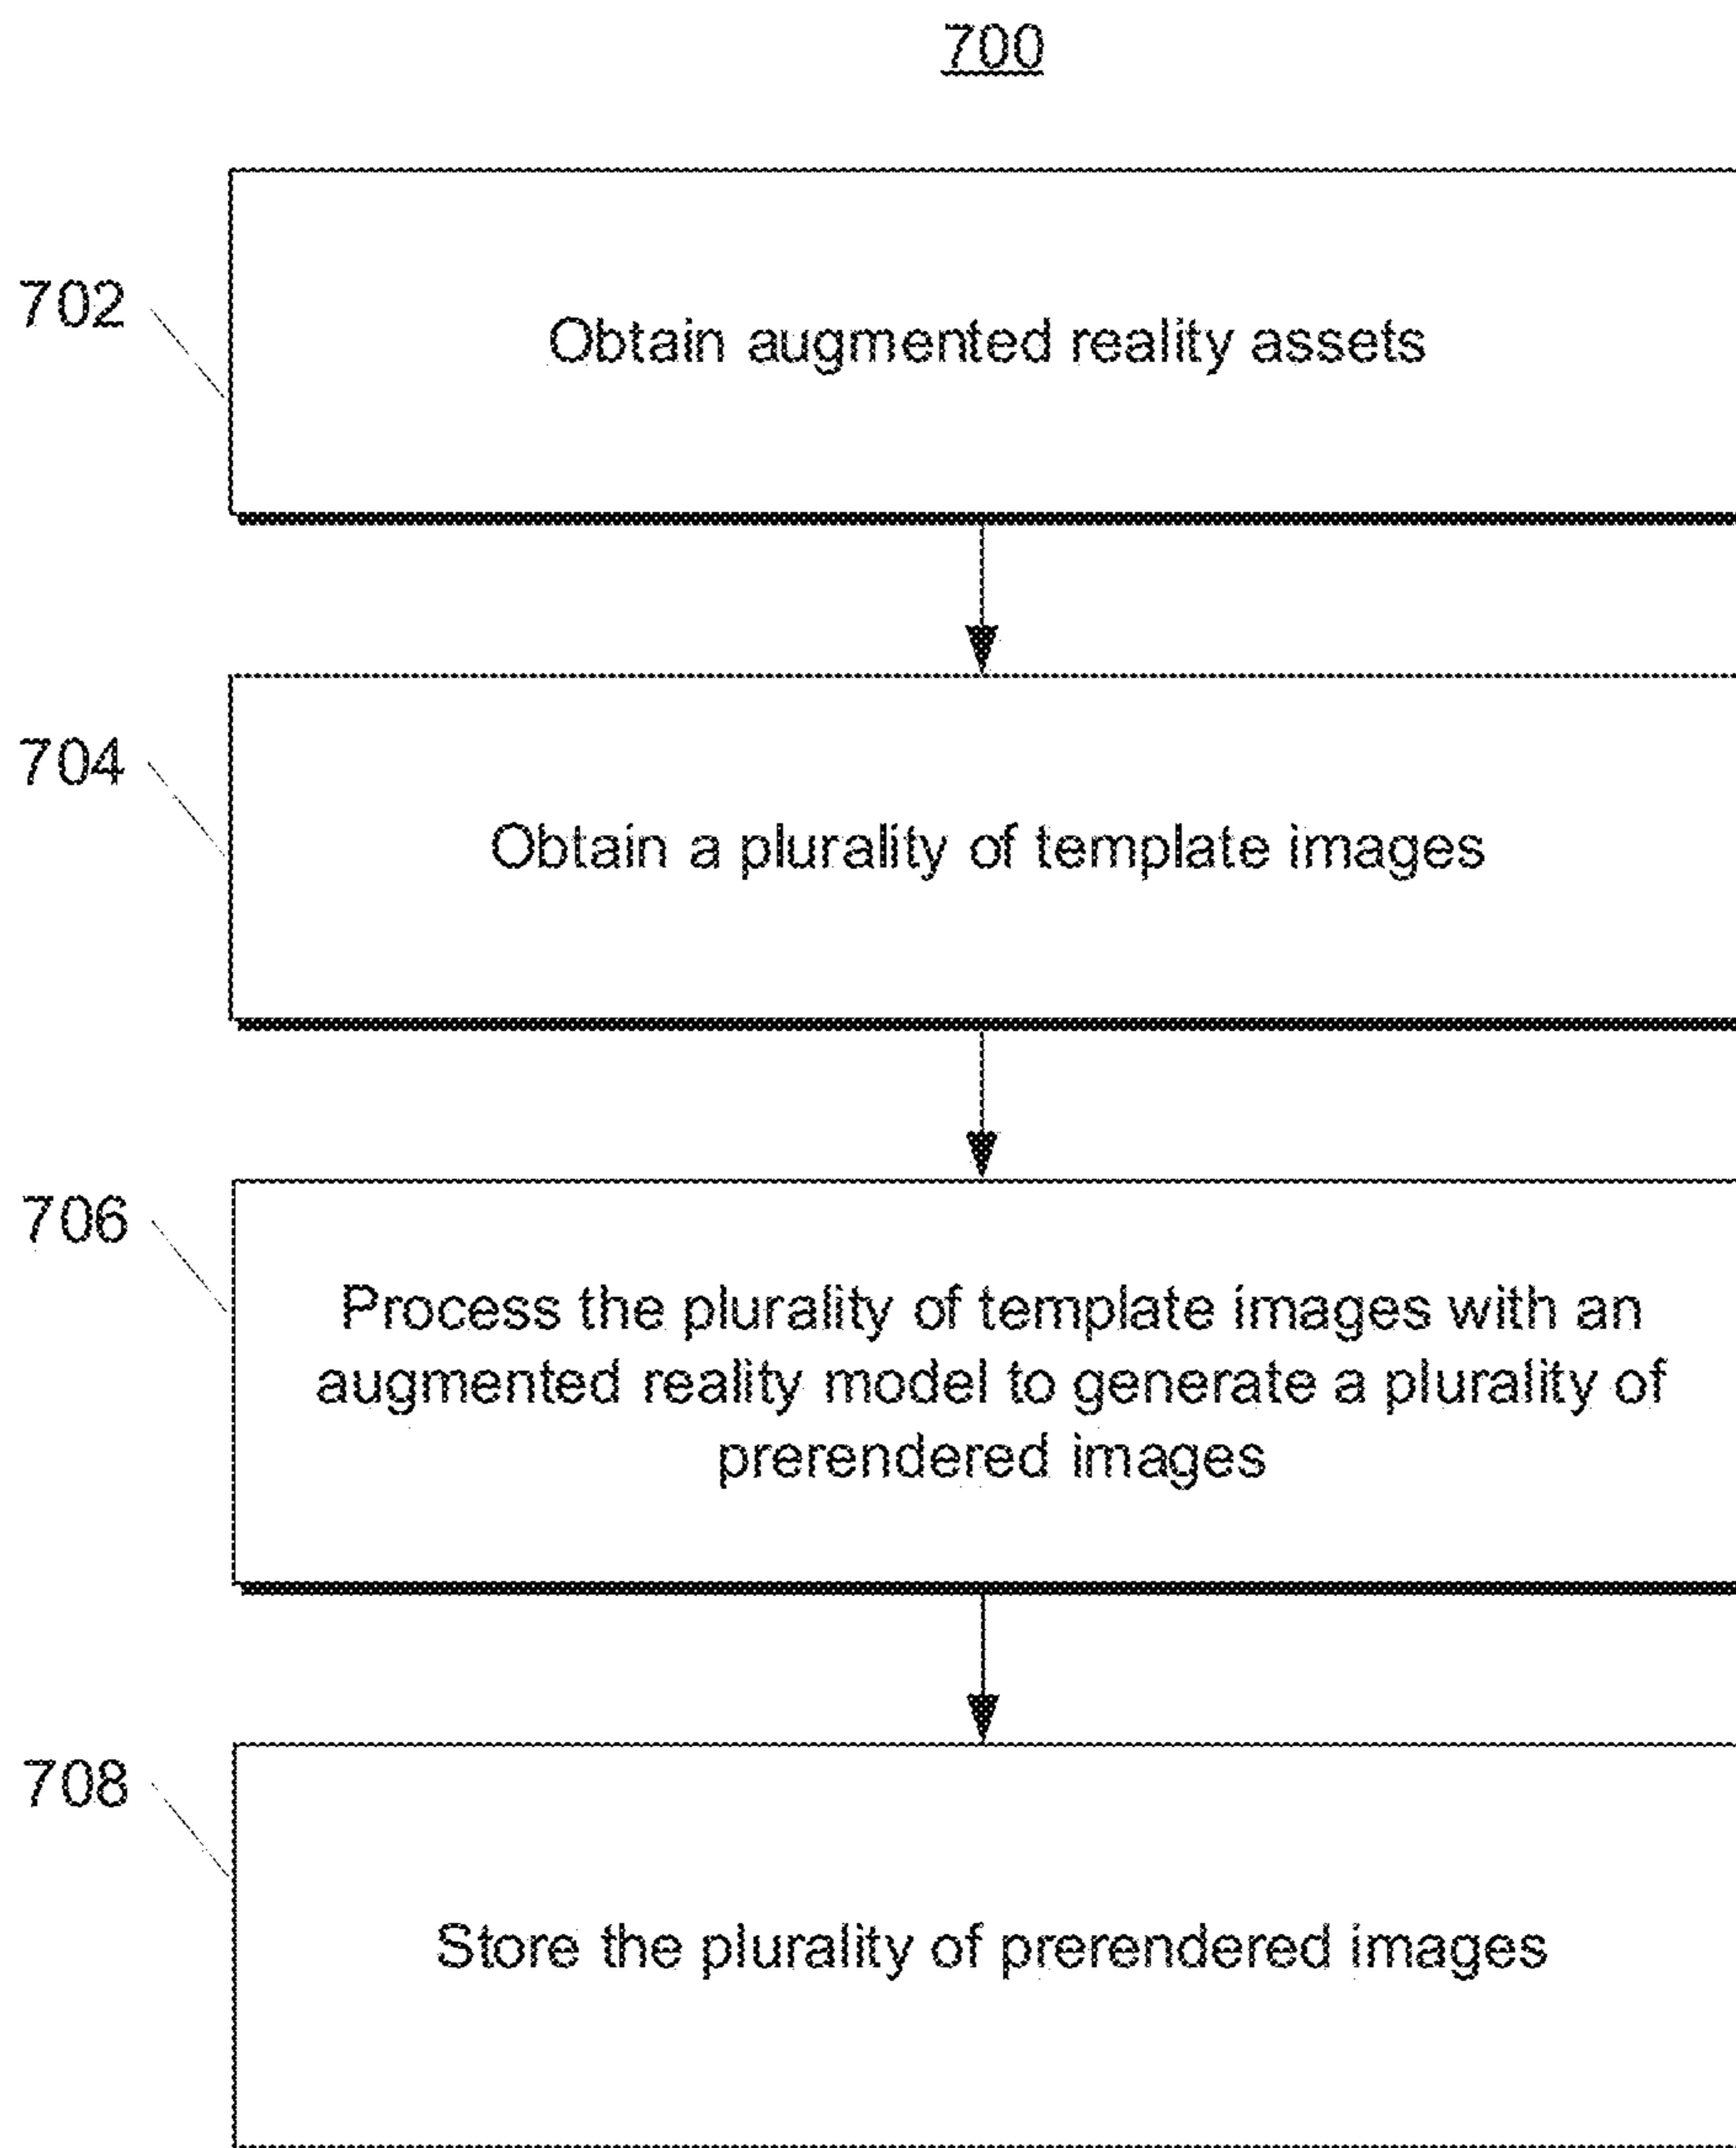 700
702
Obtain augmented reality assets
704
Obtain a plurality of template images
706
Process the plurality of template images with an
augmented reality model to generate a plurality of
prerendered images
708
Store the plurality of prerendered images